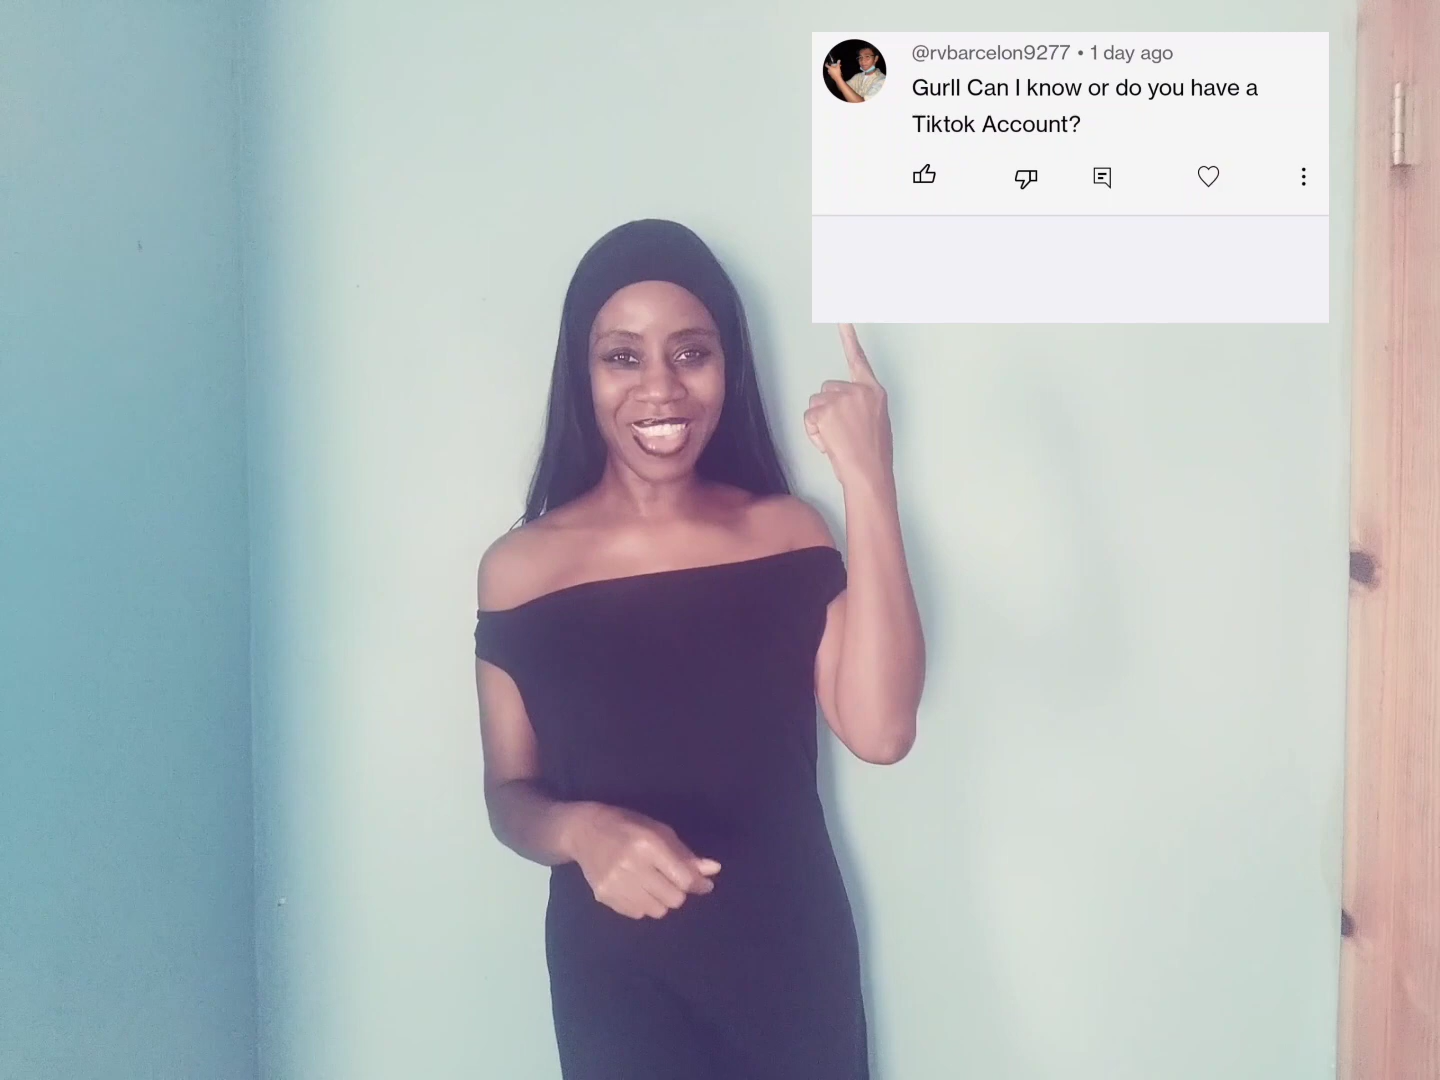 @rvbarcelon9277 • 1 day ago
Gurll Can I know or do you have a
Tiktok Account?